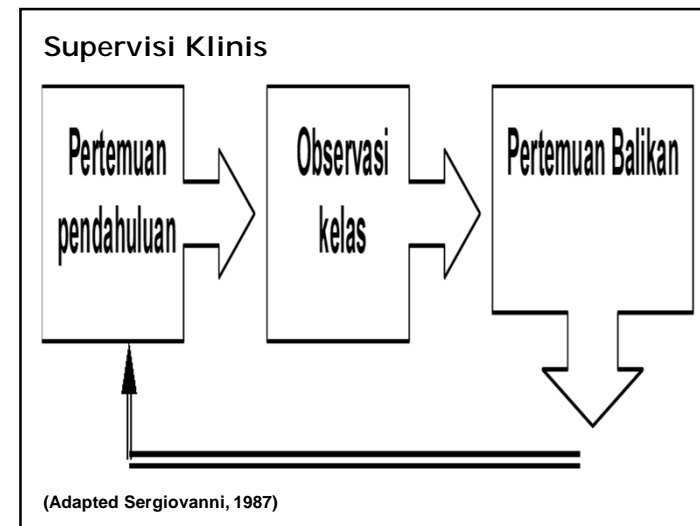 Supervisi Klinis
Pertemuan
pendahuluan
Observasi
kelas
Pertemuan Balikan
(Adapted Sergiovanni, 1987)